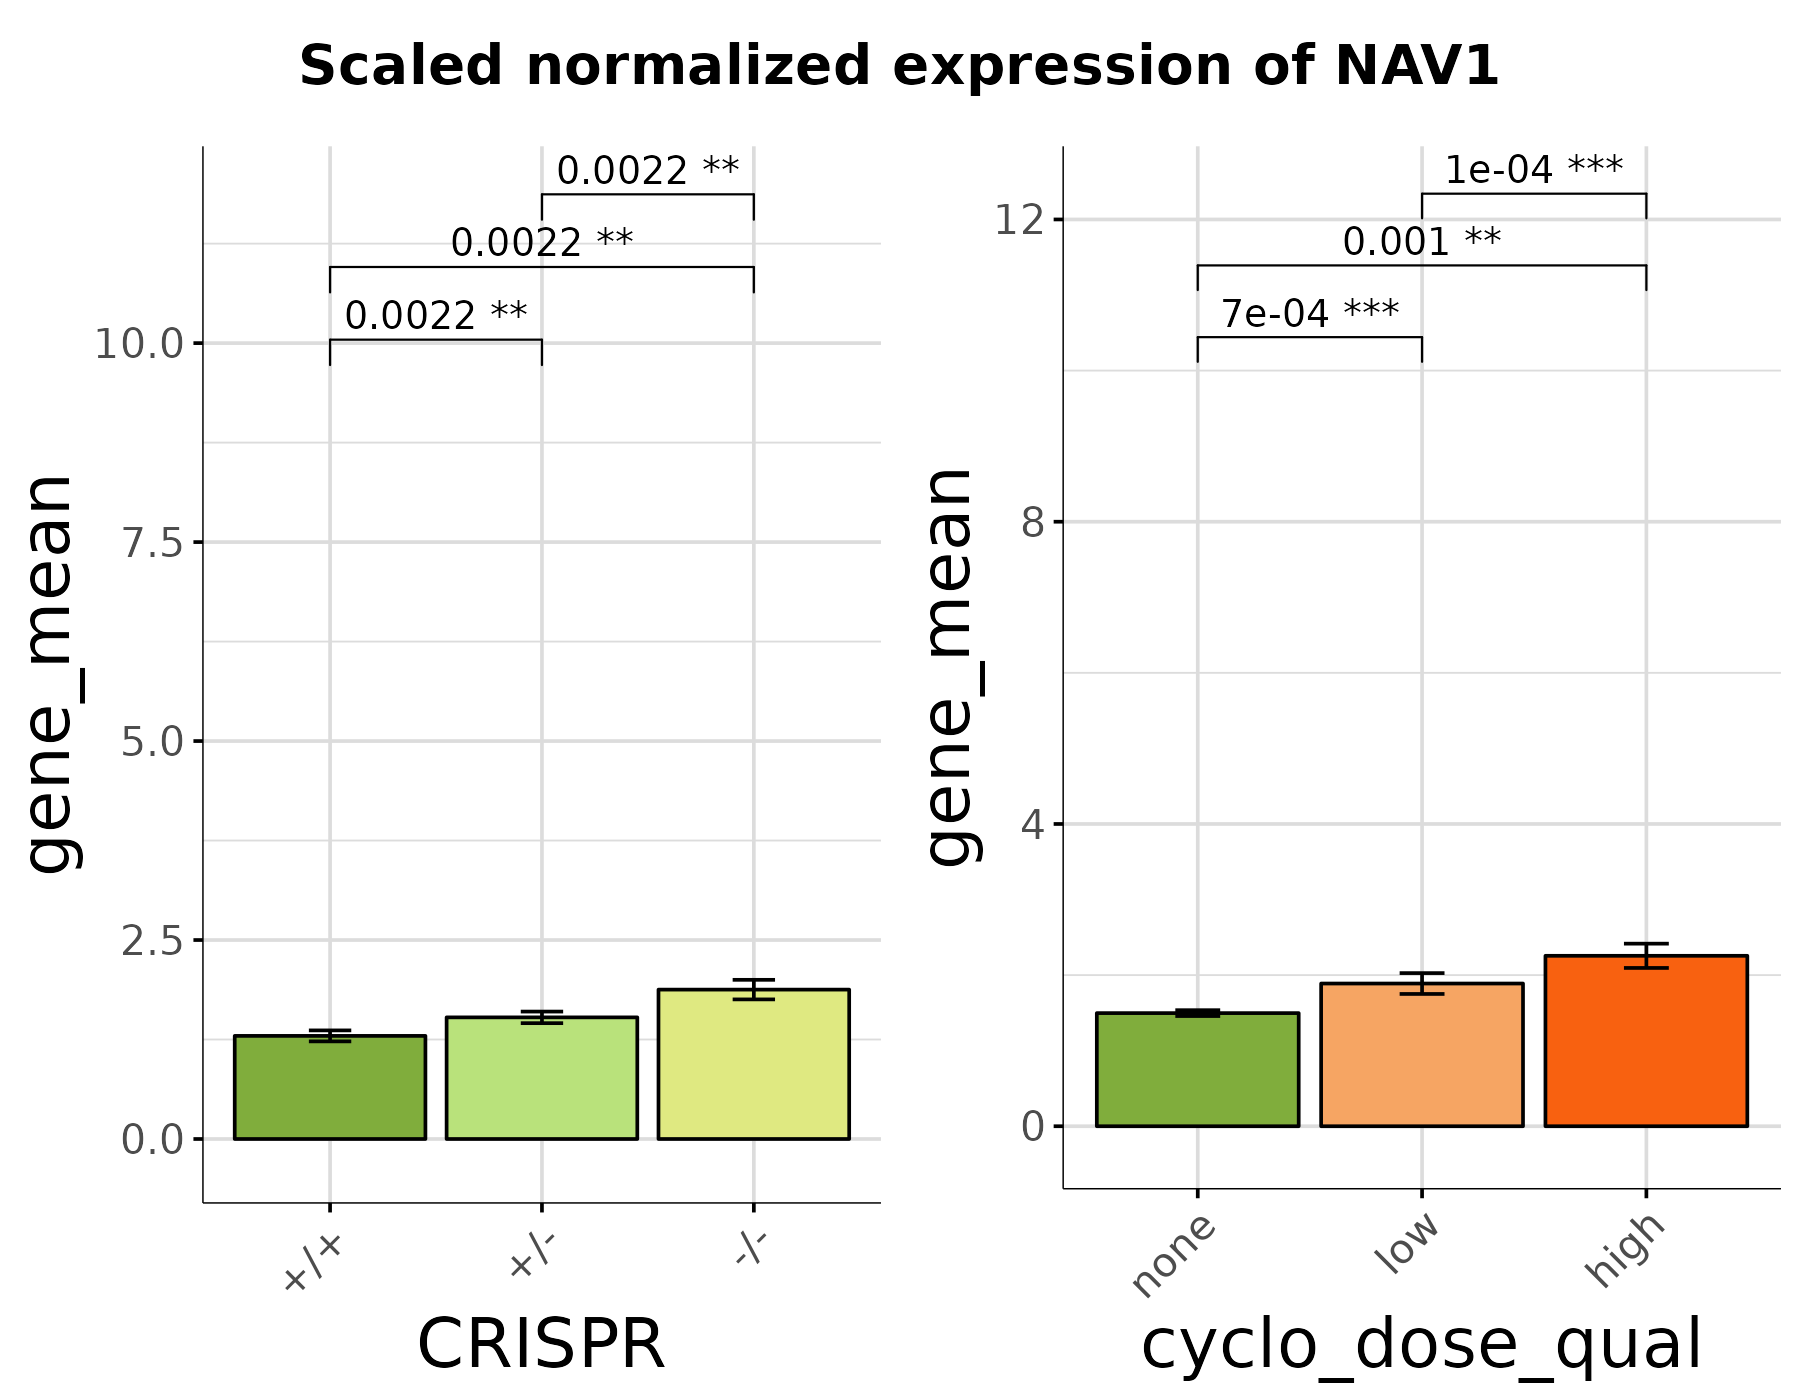 Scaled normalized expression of NAV1
gene_mean
10.0
7.5
5.0
2.5
0.0
0.0022 **
0.0022 **
0.0022 **
+/+
+/-
-/-
CRISPR
gene_mean
12
8
4
0
1e-04 ***
0.001 **
7e-04 ***
none
low
high
cyclo_dose_qual